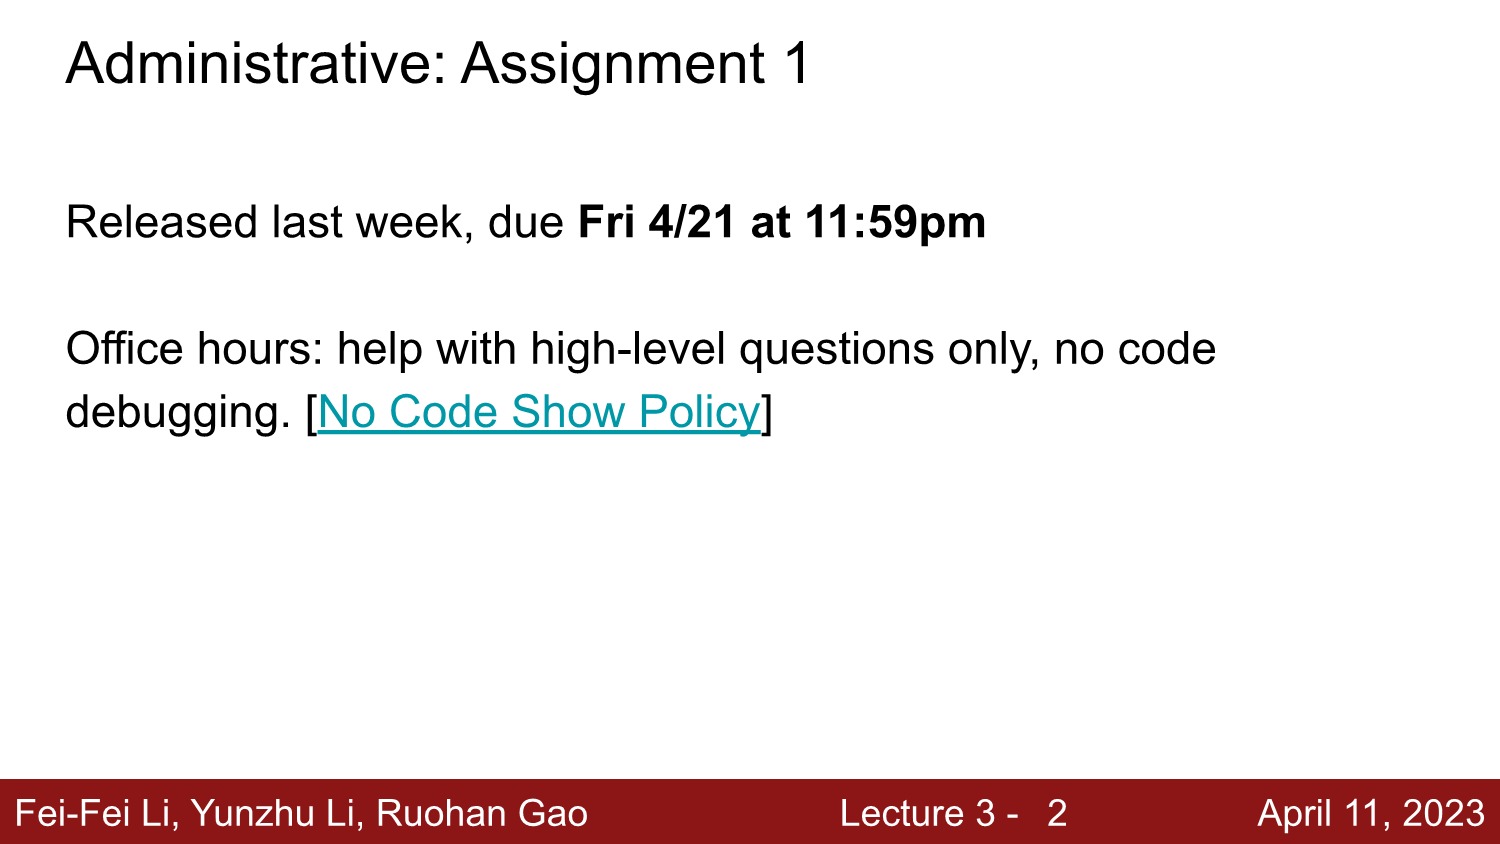 Administrative: Assignment 1
Released last week, due Fri 4/21 at 11:59pm
Office hours: help with high-level questions only, no code
debugging. [No Code Show Policy]
Fei-Fei Li, Yunzhu Li, Ruohan Gao Lecture 3 - 2 April 11, 2023